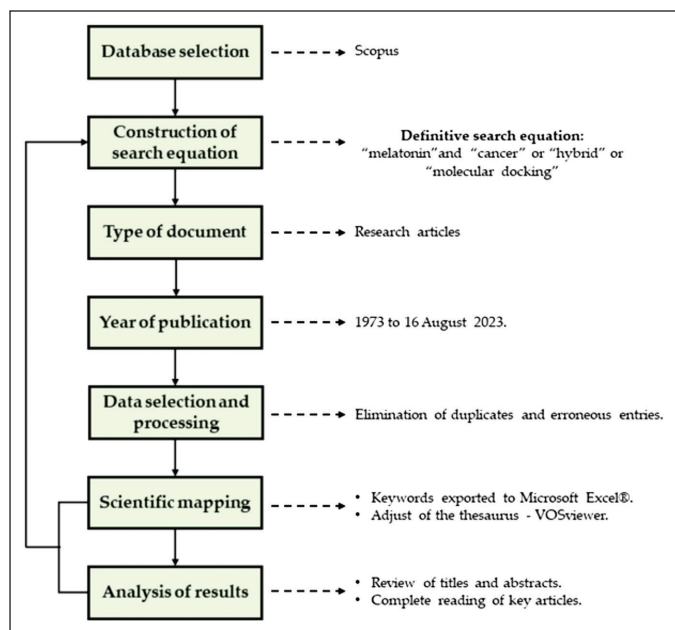 Database selection
Scopus
Construction of
search equation
Definitive search equation:
“melatonin”and “cancer” or “hybrid” or
“molecular docking”
Type of document
Research articles
Year of publication
1973 to 16 August 2023.
Data selection and
processing
Elimination of duplicates and erroneous entries.
Scientific mapping
• Keywords exported to Microsoft Excel®.
• Adjust of the thesaurus - VOSviewer.
Analysis of results
• Review of titles and abstracts.
• Complete reading of key articles.